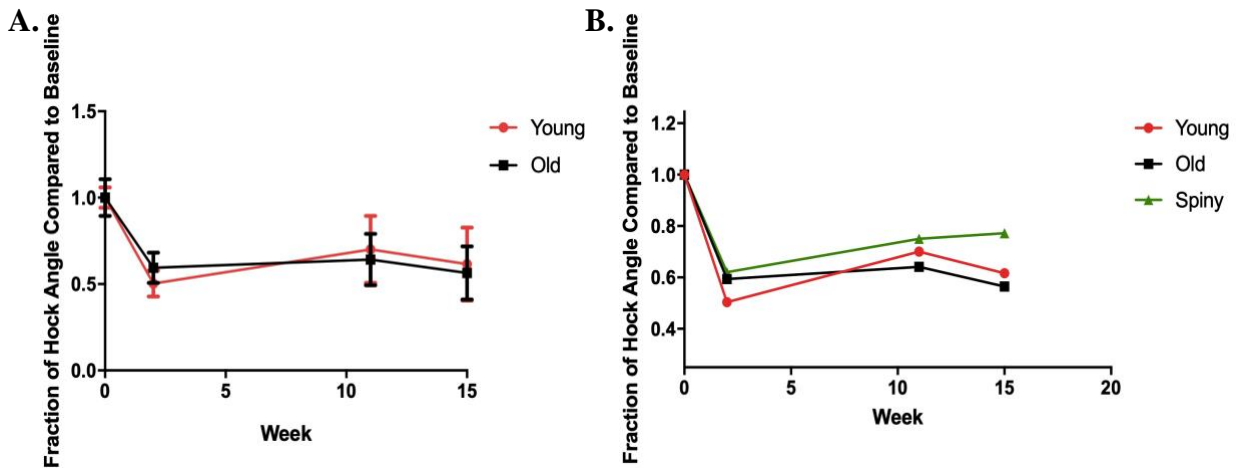 A.
Fraction of Hock Angle Compared to Baseline
1.5
1.0
0.5
0.0
0 5 10 15
Week
Young
Old
B.
Fraction of Hock Angle Compared to Baseline
1.2
1.0
0.8
0.6
0.4
0 5 10 15 20
Week
Young
Old
Spiny